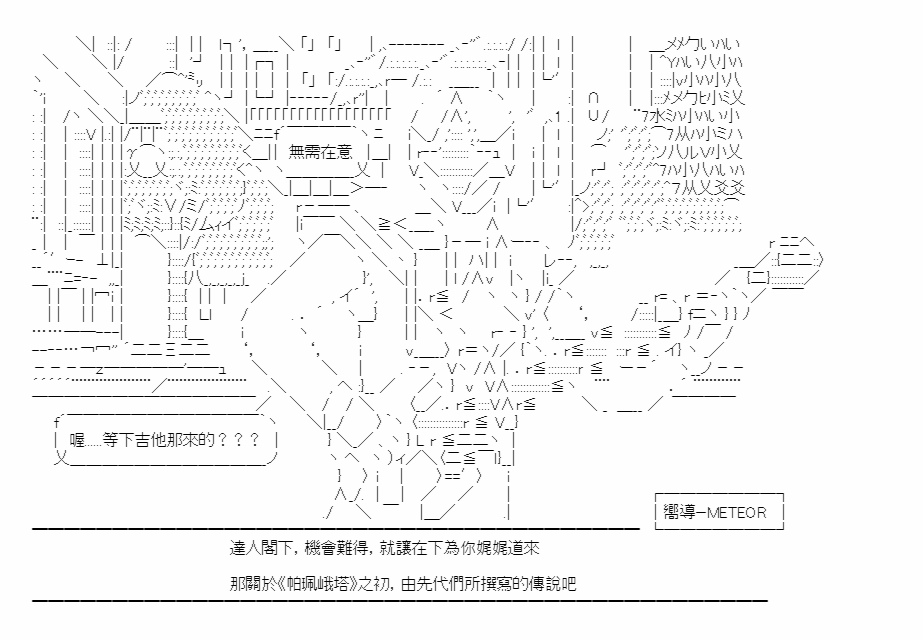 無需在意
喔......等下吉他那來的？？？
嚮導－METEOR
達人閣下，機會難得，就讓在下為你娓娓道來
那關於《帕珮峨塔》之初，由先代們所撰寫的傳說吧